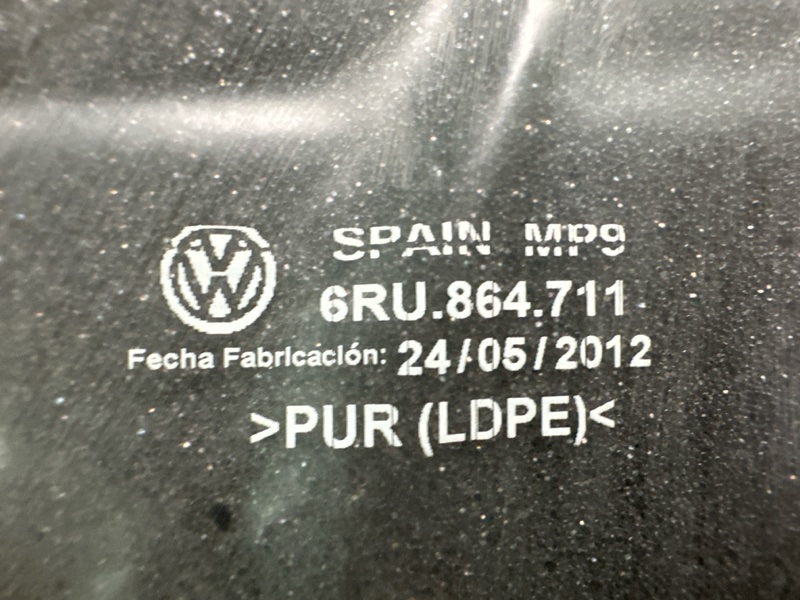 SPAIN MP9
6RU.864.711
Fecha Fabricación: 24/05/2012
>PUR (LDPE)<